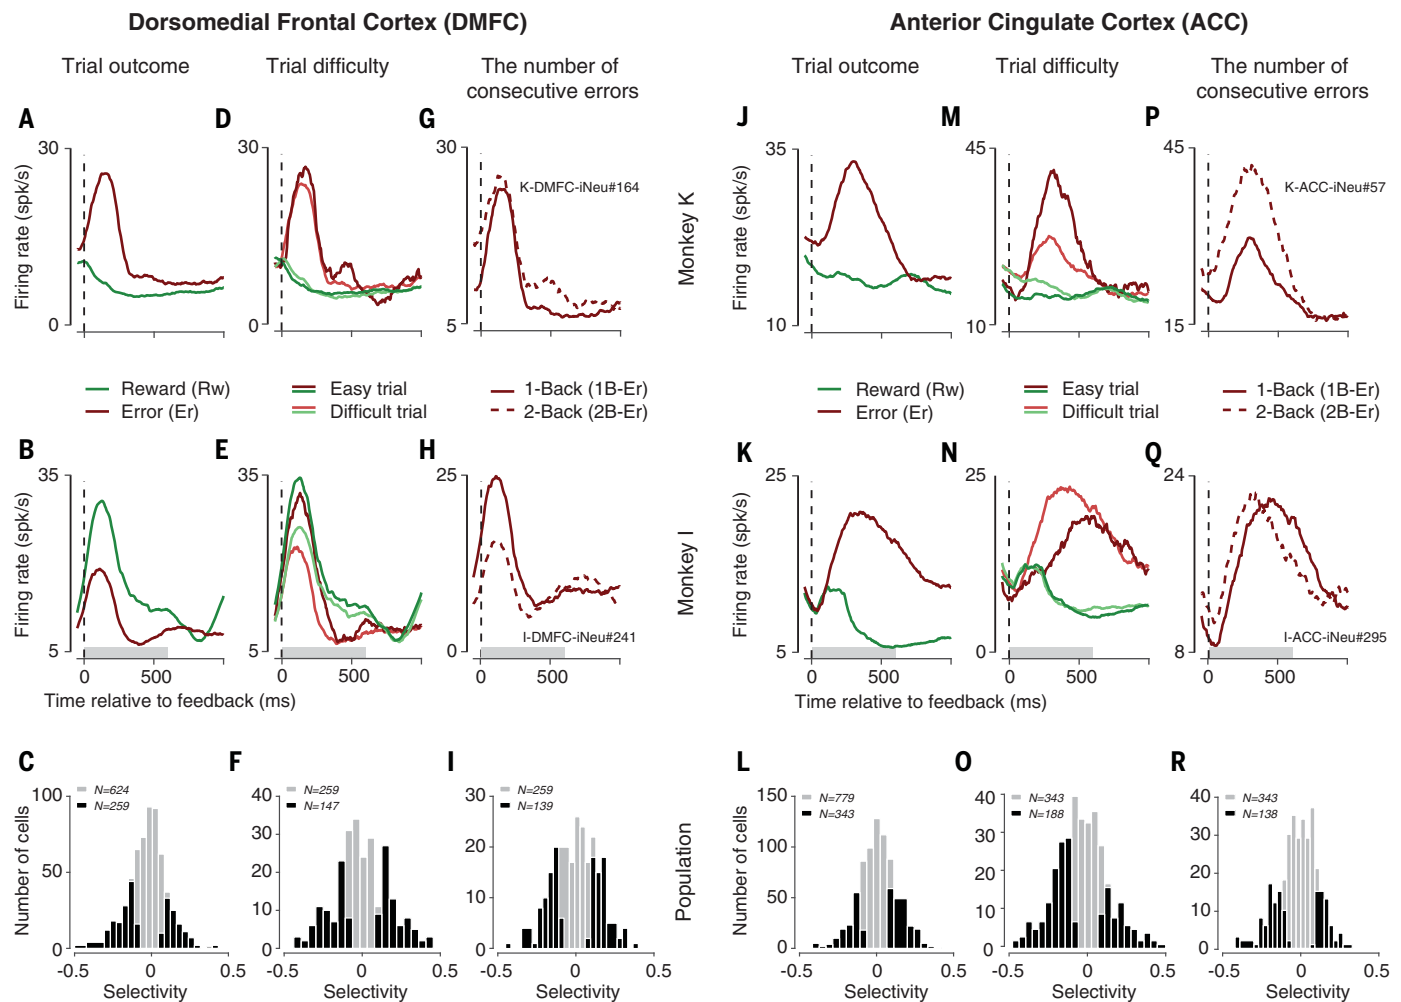 Dorsomedial Frontal Cortex (DMFC)
Anterior Cingulate Cortex (ACC)
Trial outcome
Trial difficulty
The number of
consecutive errors
Trial outcome
Trial difficulty
The number of
consecutive errors
A
D
G
J
M
P
Firing rate (spk/s)
30
0
30
0
30
5
K-DMFC-iNeu#164
Monkey K
Firing rate (spk/s)
35
10
45
10
45
15
K-ACC-iNeu#57
Reward (Rw)
Error (Er)
Easy trial
Difficult trial
1-Back (1B-Er)
2-Back (2B-Er)
Reward (Rw)
Error (Er)
Easy trial
Difficult trial
1-Back (1B-Er)
2-Back (2B-Er)
B
E
H
K
N
Q
Firing rate (spk/s)
35
5
0 500
35
5
0 500
25
0
0 500
I-DMFC-iNeu#241
Time relative to feedback (ms)
Monkey I
Firing rate (spk/s)
25
5
0 500
25
0
0 500
24
8
0 500
I-ACC-iNeu#295
Time relative to feedback (ms)
C
F
I
L
O
R
Number of cells
100
50
0
N=624
N=259
-0.5 0 0.5
Selectivity
40
30
20
10
0
N=259
N=147
-0.5 0 0.5
Selectivity
30
20
10
0
N=259
N=139
-0.5 0 0.5
Selectivity
Population
Number of cells
150
100
50
0
N=779
N=343
-0.5 0 0.5
Selectivity
40
30
20
10
0
N=343
N=188
-0.5 0 0.5
Selectivity
40
30
20
10
0
N=343
N=138
-0.5 0 0.5
Selectivity